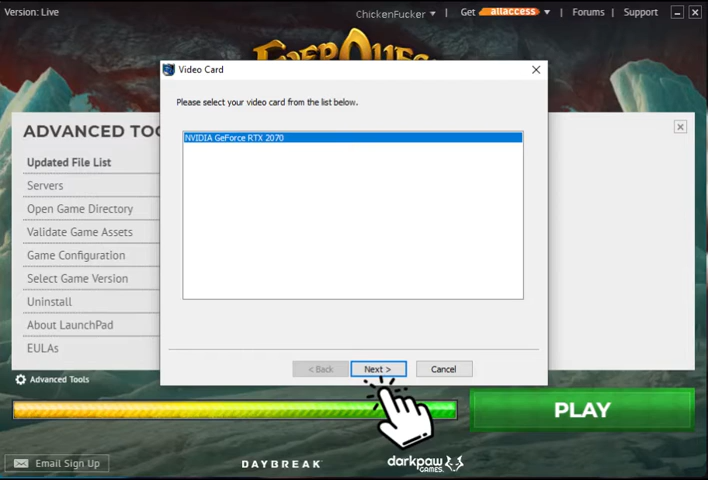 Version: Live
ChickenFucker
Get allaccess
Forums
Support
EVERQUEST
Video Card
Please select your video card from the list below.
NVIDIA GeForce RTX 2070
ADVANCED TOO
Updated File List
Servers
Open Game Directory
Validate Game Assets
Game Configuration
Select Game Version
Uninstall
About LaunchPad
EULAs
< Back
Next >
Cancel
Advanced Tools
PLAY
Email Sign Up
DAYBREAK
darkpaw
GAMES